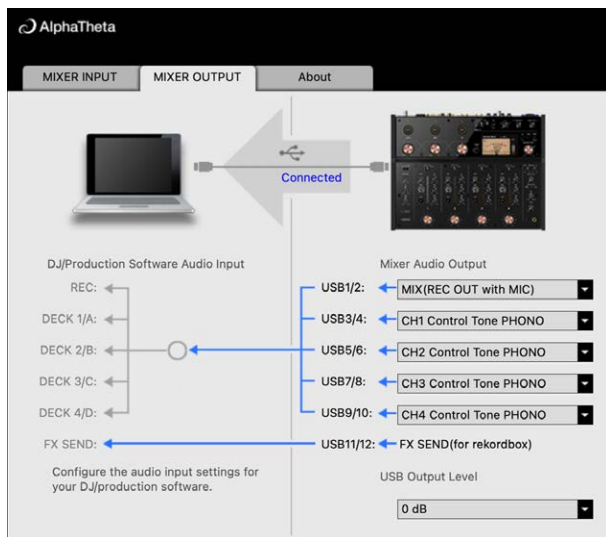 AlphaTheta
MIXER INPUT
MIXER OUTPUT
About
Connected
DJ/Production Software Audio Input
Mixer Audio Output
REC:
USB1/2:
MIX(REC OUT with MIC)
DECK 1/A:
USB3/4:
CH1 Control Tone PHONO
DECK 2/B:
USB5/6:
CH2 Control Tone PHONO
DECK 3/C:
USB7/8:
CH3 Control Tone PHONO
DECK 4/D:
USB9/10:
CH4 Control Tone PHONO
FX SEND:
USB11/12:
FX SEND(for rekordbox)
Configure the audio input settings for
your DJ/production software.
USB Output Level
0 dB